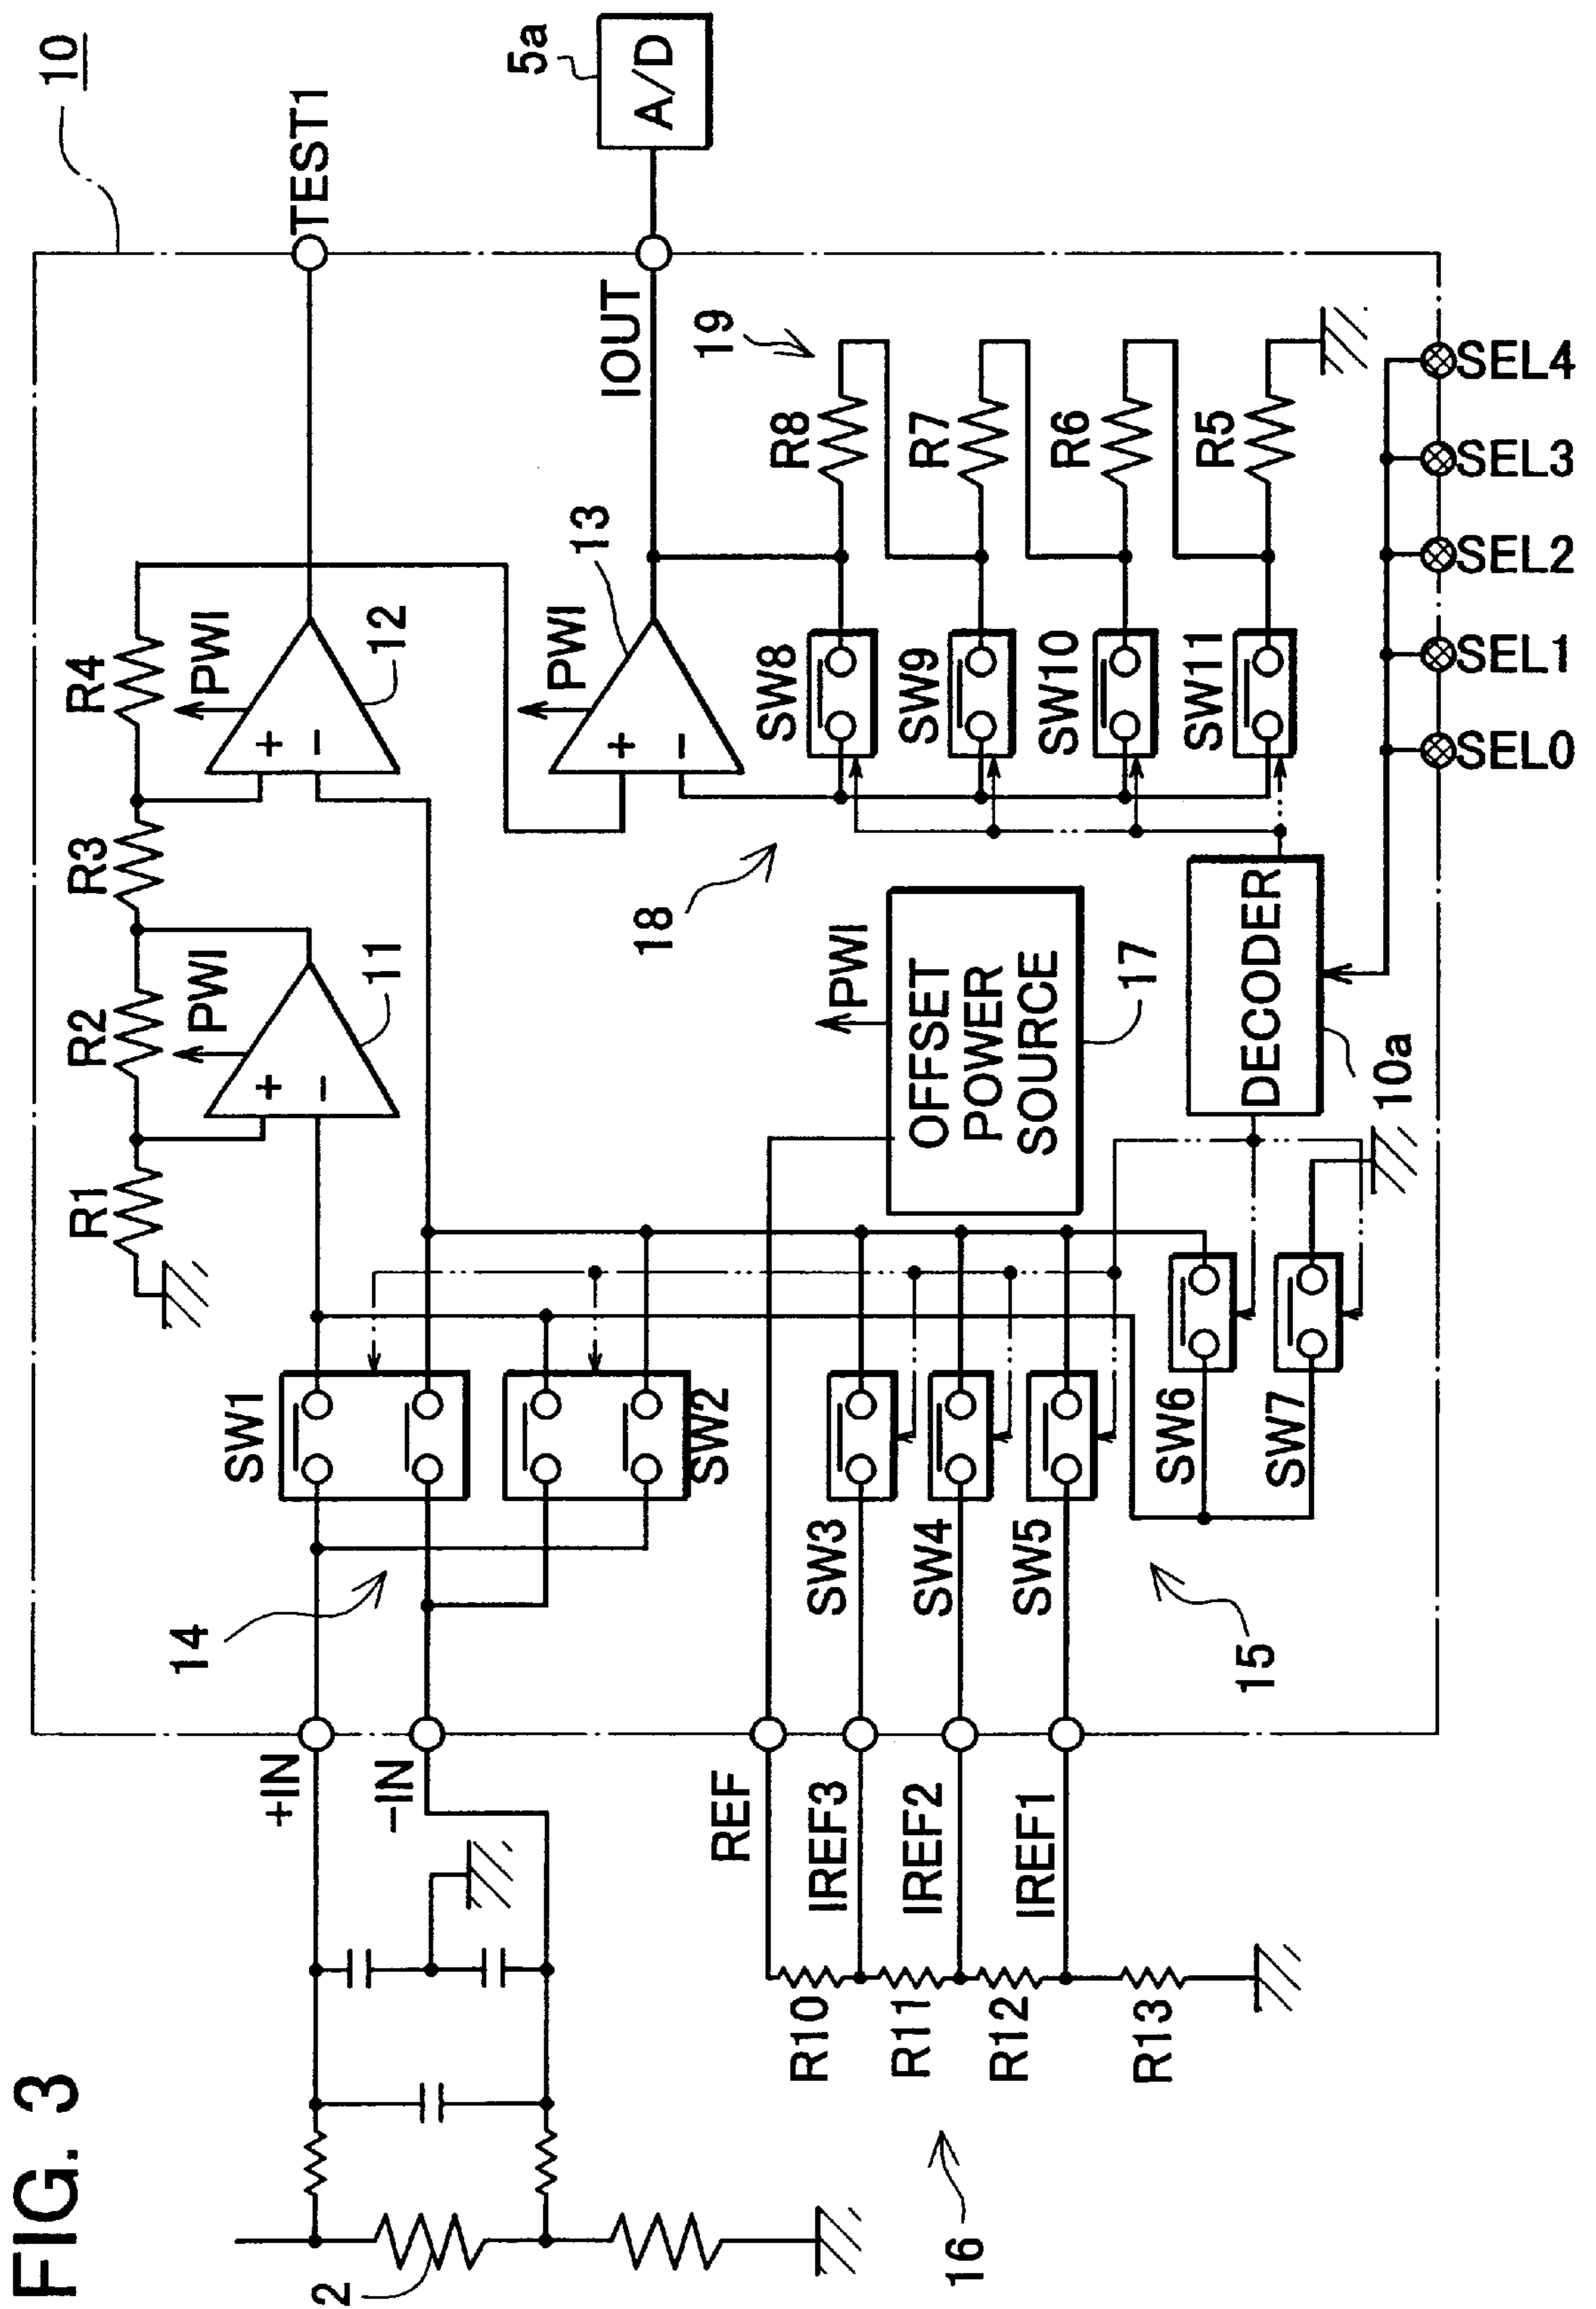 FIG. 3
10
R1
R2
R3
R4
PWI
PWI
+
−
11
+
−
12
TEST1
SW1
SW2
14
+IN
−IN
2
PWI
+
−
13
IOUT
5a
A/D
18
19
SW8
SW9
SW10
SW11
R8
R7
R6
R5
REF
IREF3
IREF2
IREF1
SW3
SW4
SW5
SW6
SW7
15
16
R10
R11
R12
R13
PWI
OFFSET
POWER
SOURCE
17
DECODER
10a
SEL0
SEL1
SEL2
SEL3
SEL4